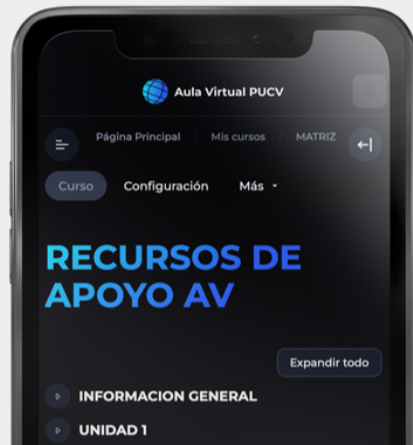 Aula Virtual PUCV
Página Principal / Mis cursos / MATRIZ
Curso Configuración Más
RECURSOS DE
APOYO AV
Expandir todo
INFORMACION GENERAL
UNIDAD 1